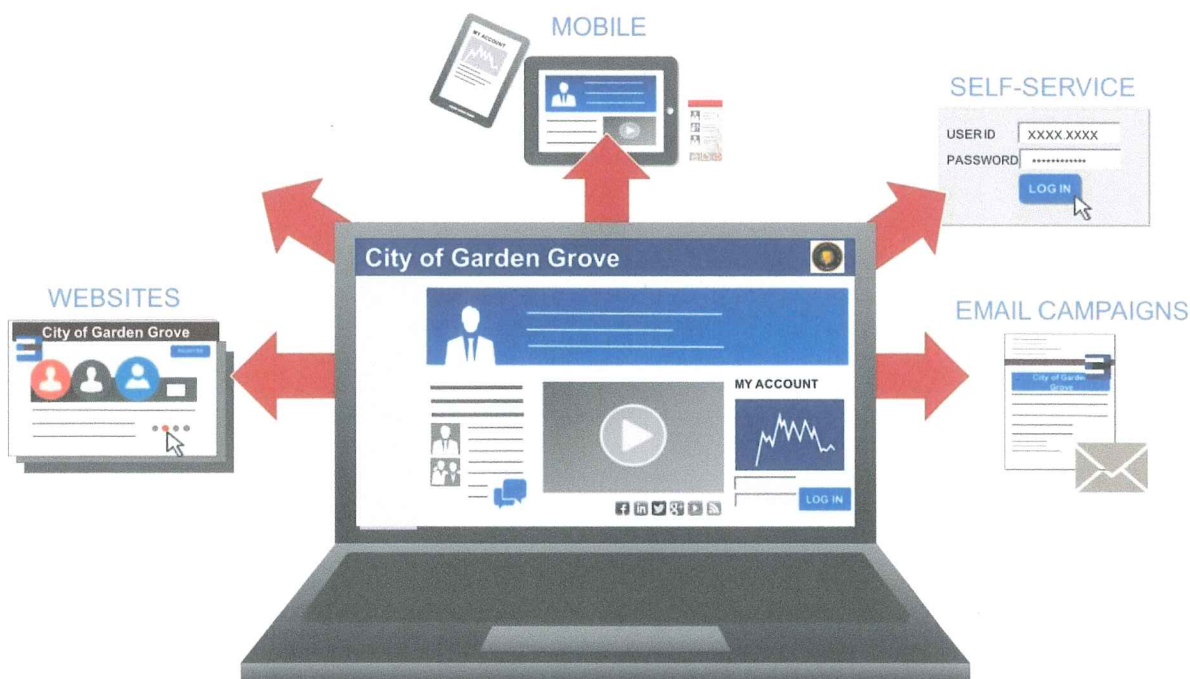 MOBILE
MY ACCOUNT
SELF-SERVICE
USER ID XXXX.XXXX
PASSWORD ************
LOG IN
City of Garden Grove
WEBSITES
City of Garden Grove
EMAIL CAMPAIGNS
City of Garden
Grove
MY ACCOUNT
LOG IN